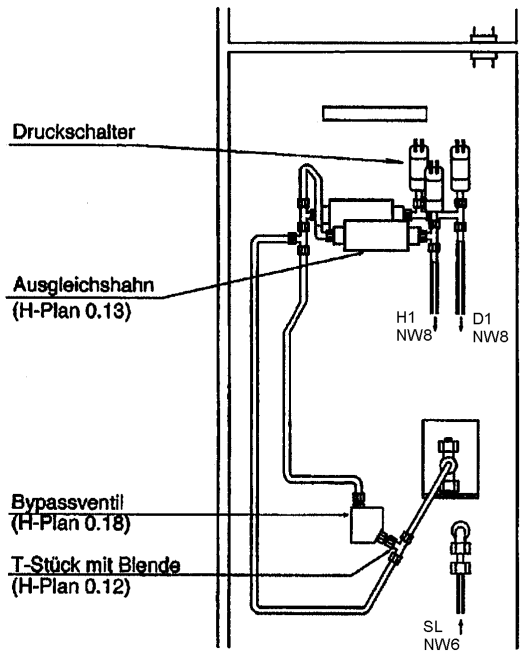 Druckschalter
Ausgleichshahn
(H-Plan 0.13)
H1
NW8
D1
NW8
Bypassventil
(H-Plan 0.18)
T-Stück mit Blende
(H-Plan 0.12)
SL
NW6